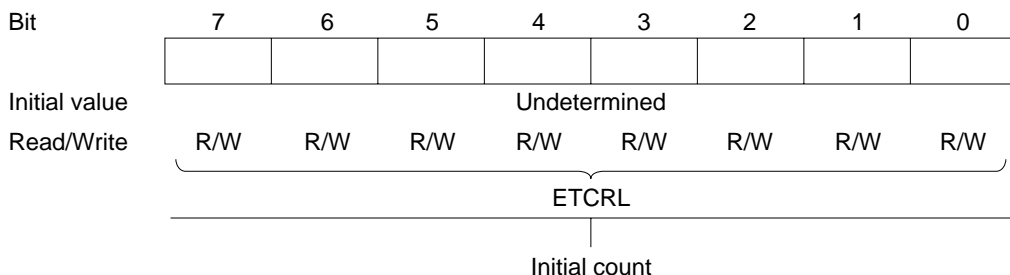 Bit 7 6 5 4 3 2 1 0
Initial value Undetermined
Read/Write R/W R/W R/W R/W R/W R/W R/W R/W
ETCRL
Initial count